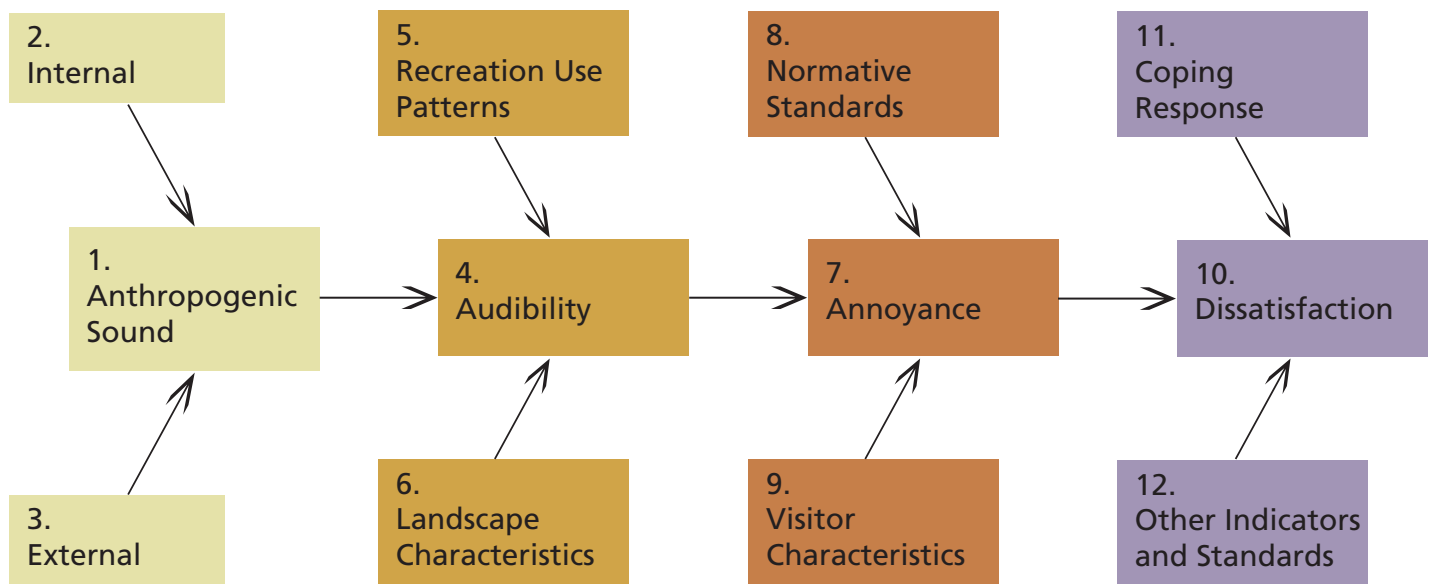 2.
Internal
5.
Recreation Use
Patterns
8.
Normative
Standards
11.
Coping
Response
1.
Anthropogenic
Sound
4.
Audibility
7.
Annoyance
10.
Dissatisfaction
3.
External
6.
Landscape
Characteristics
9.
Visitor
Characteristics
12.
Other Indicators
and Standards